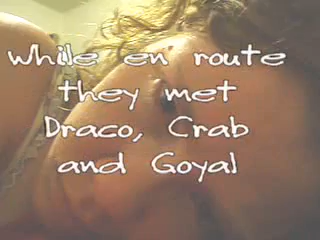 While en route
they met
Draco, Crab
and Goyal